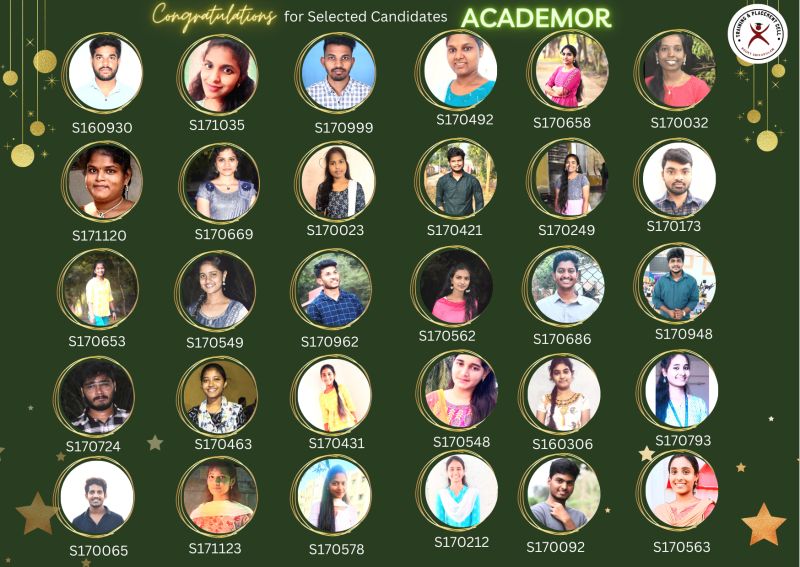 Congratulations for Selected Candidates ACADEMOR
TRAINING & PLACEMENT CELL
S160930 S171035 S170999 S170492 S170658 S170032
S171120 S170669 S170023 S170421 S170249 S170173
S170653 S170549 S170962 S170562 S170686 S170948
S170724 S170463 S170431 S170548 S160306 S170793
S170065 S171123 S170578 S170212 S170092 S170563